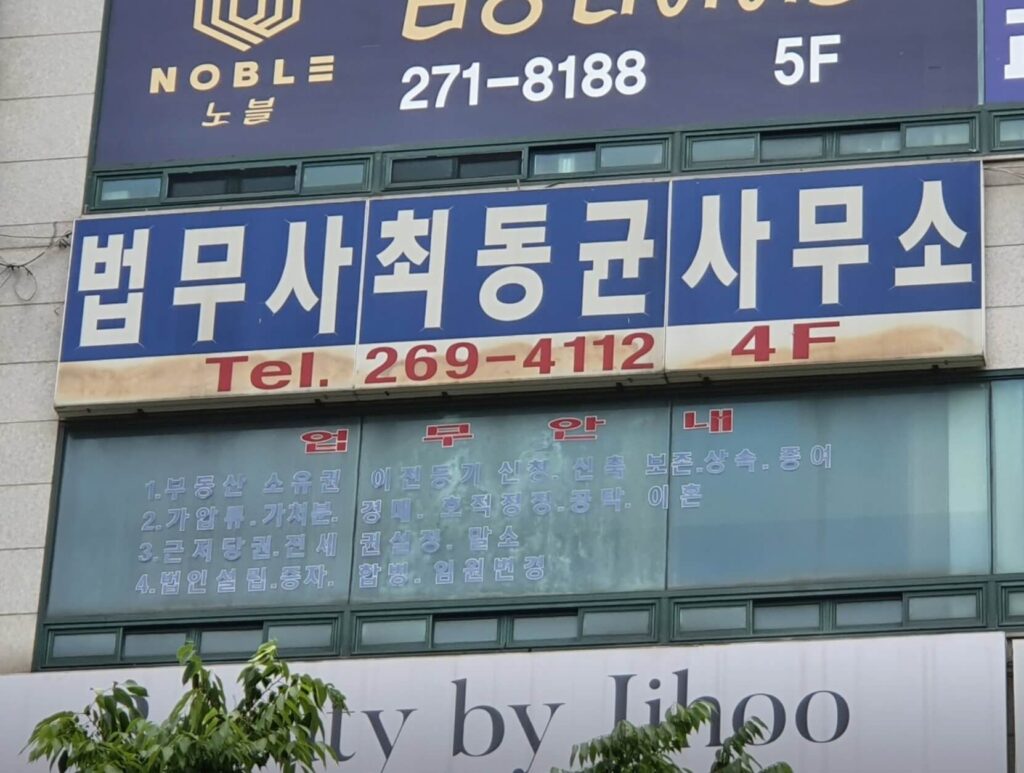 NOBLE
노블
271-8188 5F
법무사최동균사무소
Tel. 269-4112 4F
업무안내
1.부동산 소유권 이전등기 신청.신축 보존.상속.증여
2.가압류.가처분. 경매. 호적정정.공탁. 이혼
3.근저당권.전세 권설정. 말소
4.법인설립.증자. 합병. 임원변경
by Jihoo